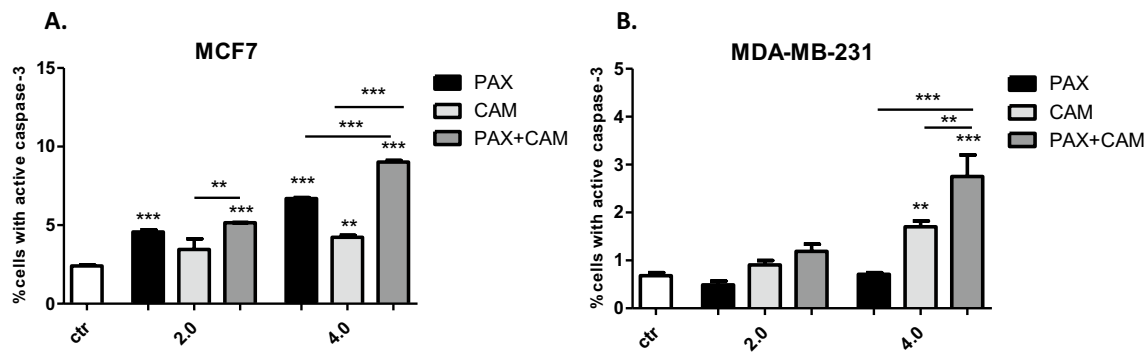 A.
MCF7
%cells with active caspase-3
15
10
5
0
***
**
***
***
**
***
***
***
ctr
2.0
4.0
PAX
CAM
PAX+CAM
B.
MDA-MB-231
%cells with active caspase-3
5
4
3
2
1
0
***
**
***
**
ctr
2.0
4.0
PAX
CAM
PAX+CAM